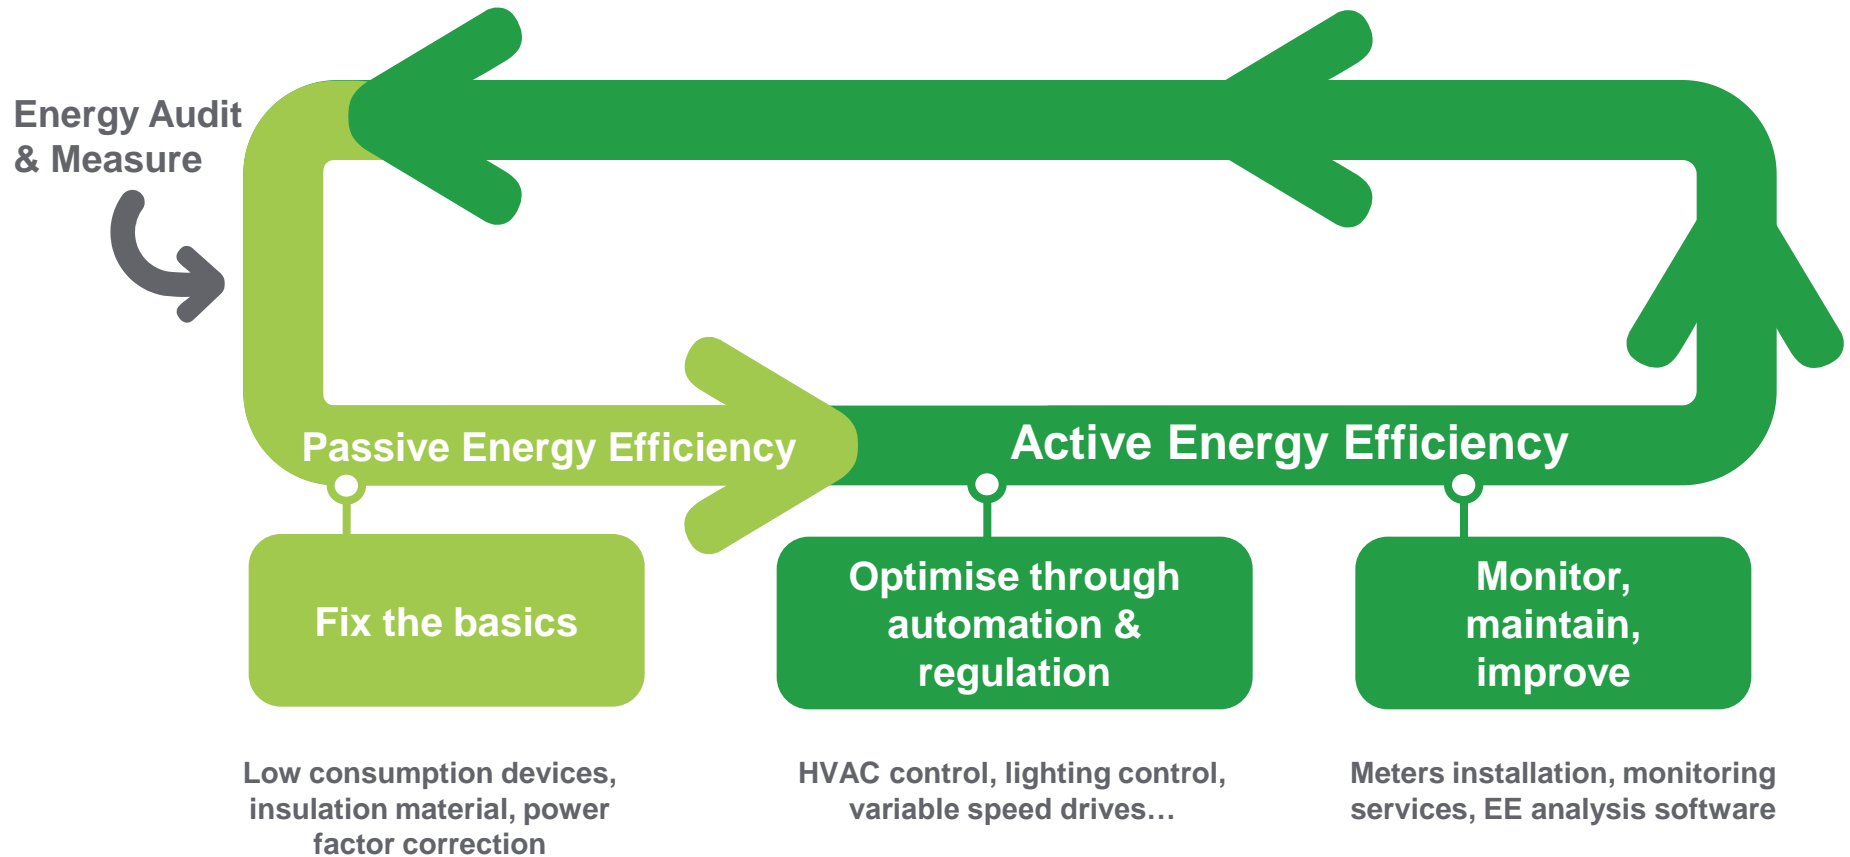 Energy Audit
& Measure
Passive Energy Efficiency
Active Energy Efficiency
Fix the basics
Optimise through
automation &
regulation
Monitor,
maintain,
improve
Low consumption devices,
insulation material, power
factor correction
HVAC control, lighting control,
variable speed drives…
Meters installation, monitoring
services, EE analysis software